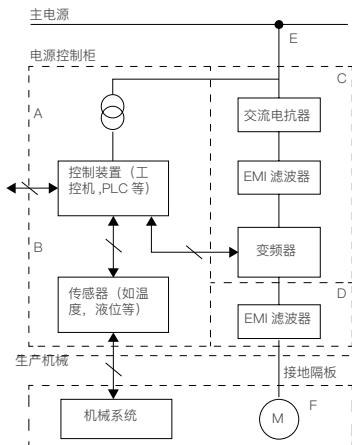 主电源
E
电源控制柜
C
A
交流电抗器
控制装置（工
控机 ,PLC 等）
EMI 滤波器
B
变频器
传感器（如温
度，液位等）
D
EMI 滤波器
生产机械
接地隔板
机械系统
M
F